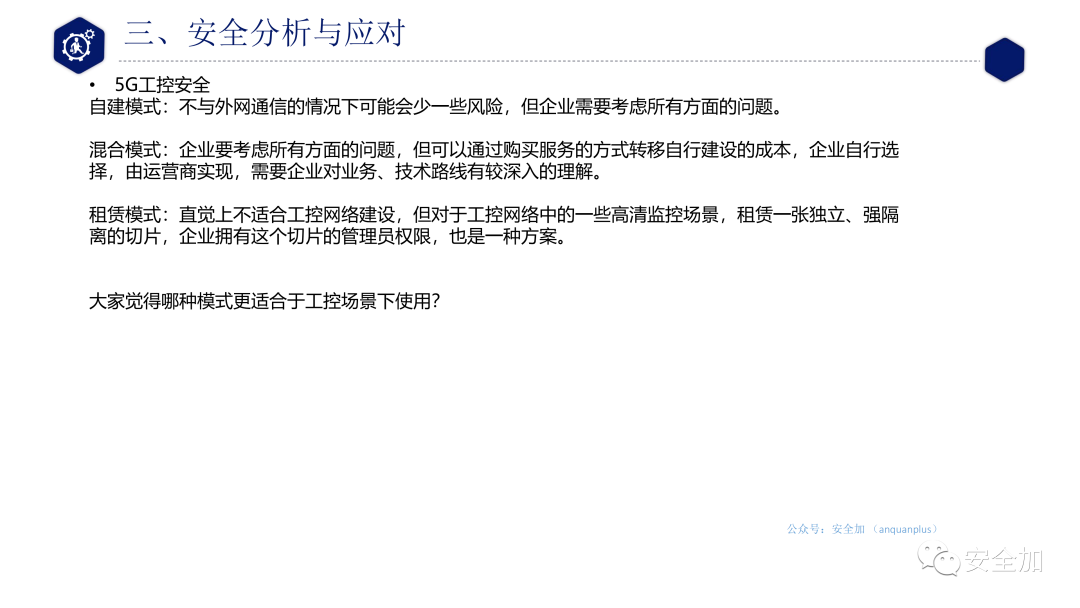 三、安全分析与应对
• 5G工控安全
自建模式：不与外网通信的情况下可能会少一些风险，但企业需要考虑所有方面的问题。
混合模式：企业要考虑所有方面的问题，但可以通过购买服务的方式转移自行建设的成本，企业自行选
择，由运营商实现，需要企业对业务、技术路线有较深入的理解。
租赁模式：直觉上不适合工控网络建设，但对于工控网络中的一些高清监控场景，租赁一张独立、强隔
离的切片，企业拥有这个切片的管理员权限，也是一种方案。
大家觉得哪种模式更适合于工控场景下使用？
公众号：安全加（anquanplus）
安全加